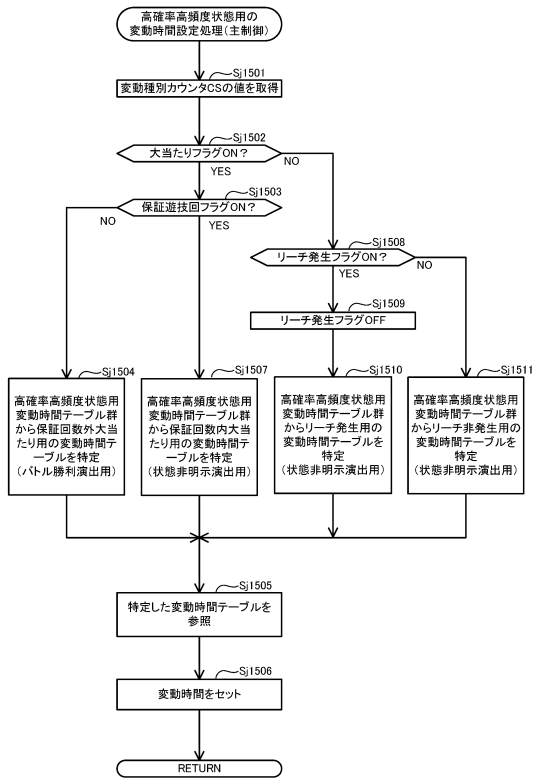 高確率高頻度状態用の
変動時間設定処理（主制御）
Sj1501
変動種別カウンタCSの値を取得
Sj1502
大当たりフラグON？
NO
YES
Sj1503
保証遊技回フラグON？
NO
YES
Sj1508
リーチ発生フラグON？
NO
YES
Sj1509
リーチ発生フラグOFF
Sj1504
高確率高頻度状態用
変動時間テーブル群
から保証回数外大当
たり用の変動時間テ
ーブルを特定
（バトル勝利演出用）
Sj1507
高確率高頻度状態用
変動時間テーブル群
から保証回数内大当
たり用の変動時間テ
ーブルを特定
（状態非明示演出用）
Sj1510
高確率高頻度状態用
変動時間テーブル群
からリーチ発生用の
変動時間テーブルを
特定
（状態非明示演出用）
Sj1511
高確率高頻度状態用
変動時間テーブル群
からリーチ非発生用の
変動時間テーブルを
特定
（状態非明示演出用）
Sj1505
特定した変動時間テーブルを
参照
Sj1506
変動時間をセット
RETURN